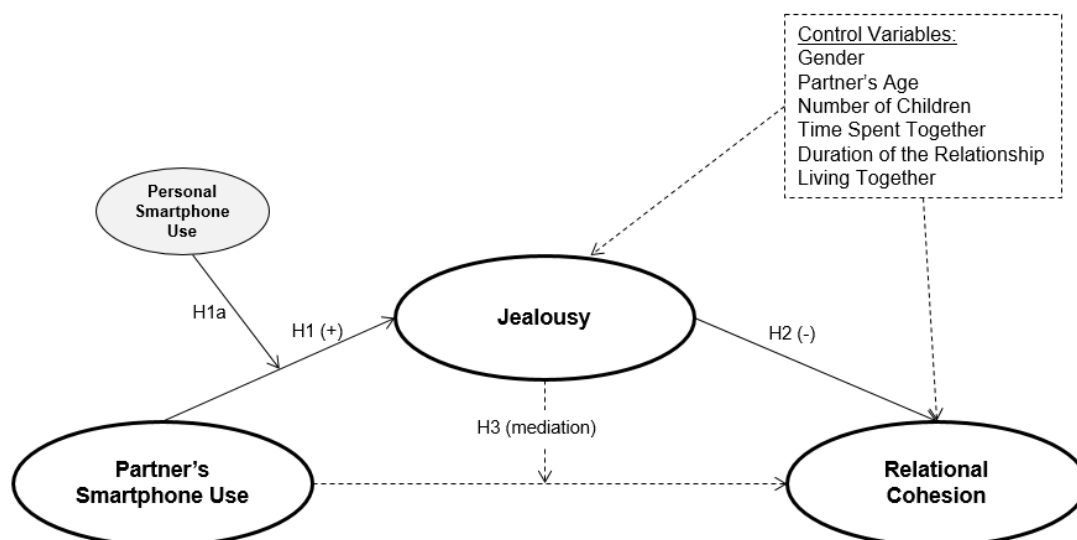 Control Variables:
Gender
Partner’s Age
Number of Children
Time Spent Together
Duration of the Relationship
Living Together
Personal
Smartphone
Use
H1a
H1 (+)
Jealousy
H2 (-)
H3 (mediation)
Partner’s
Smartphone Use
Relational
Cohesion